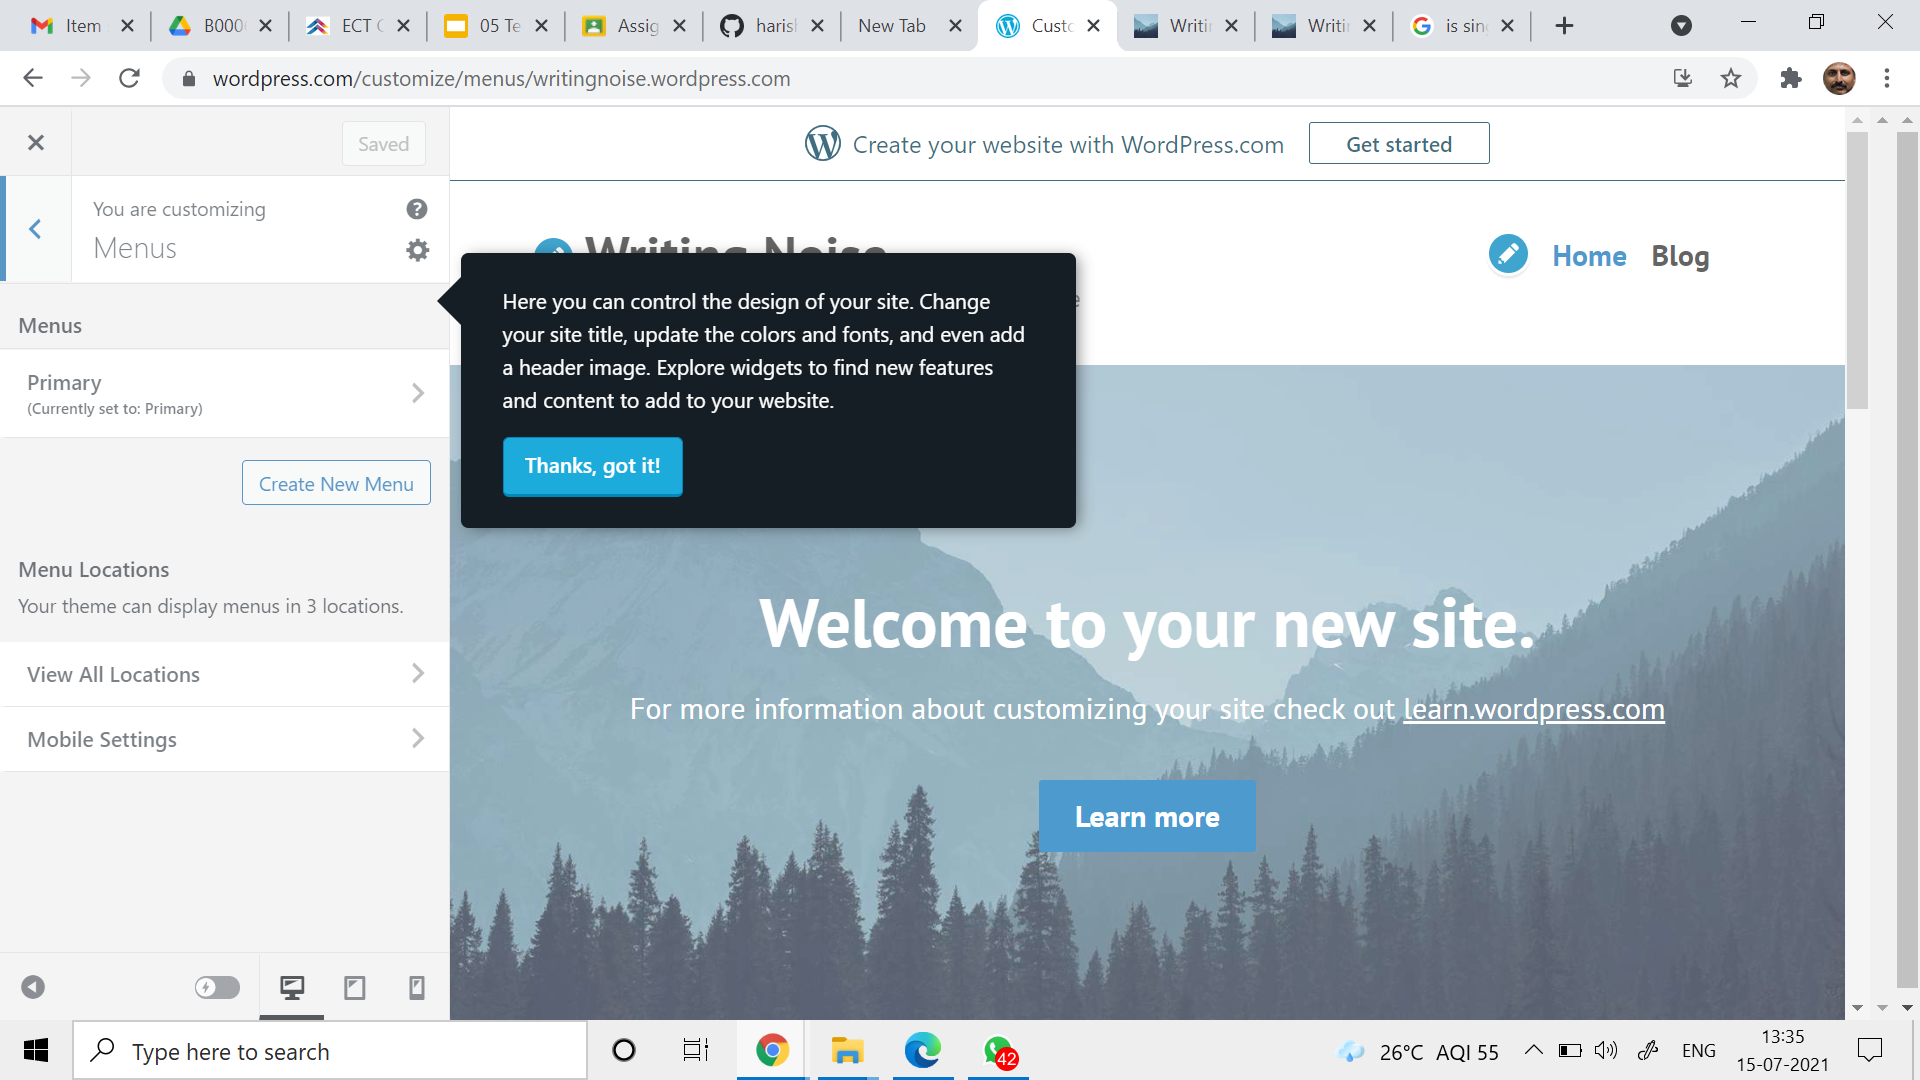 Item
B000
ECT C
05 Te
Assig
harish
New Tab
Custo
Writin
Writin
is sing
wordpress.com/customize/menus/writingnoise.wordpress.com
Saved
Create your website with WordPress.com
Get started
You are customizing
Menus
Writing Noise
Home
Blog
Here you can control the design of your site. Change
your site title, update the colors and fonts, and even add
a header image. Explore widgets to find new features
and content to add to your website.
Thanks, got it!
Menus
Primary
(Currently set to: Primary)
Create New Menu
Menu Locations
Your theme can display menus in 3 locations.
View All Locations
Mobile Settings
Welcome to your new site.
For more information about customizing your site check out learn.wordpress.com
Learn more
Type here to search
42
26°C AQI 55
ENG
13:35
15-07-2021